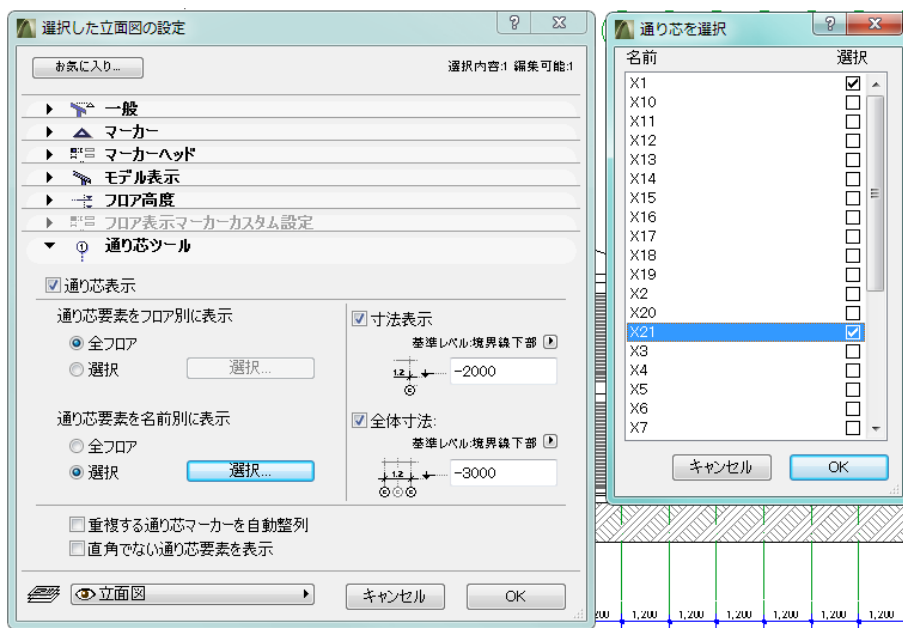 選択した立面図の設定
お気に入り...
選択内容:1 編集可能:1
一般
マーカー
マーカーヘッド
モデル表示
フロア高度
フロア表示マーカーカスタム設定
通り芯ツール
通り芯表示
通り芯要素をフロア別に表示
全フロア
選択
選択...
通り芯要素を名前別に表示
全フロア
選択
選択...
寸法表示
基準レベル:境界線下部
1.2
-2000
全体寸法:
基準レベル:境界線下部
1.2
-3000
重複する通り芯マーカーを自動整列
直角でない通り芯要素を表示
立面図
キャンセル
OK
通り芯を選択
名前
選択
X1
X10
X11
X12
X13
X14
X15
X16
X17
X18
X19
X2
X20
X21
X3
X4
X5
X6
X7
キャンセル
OK
1,200 1,200 1,200 1,200 1,200